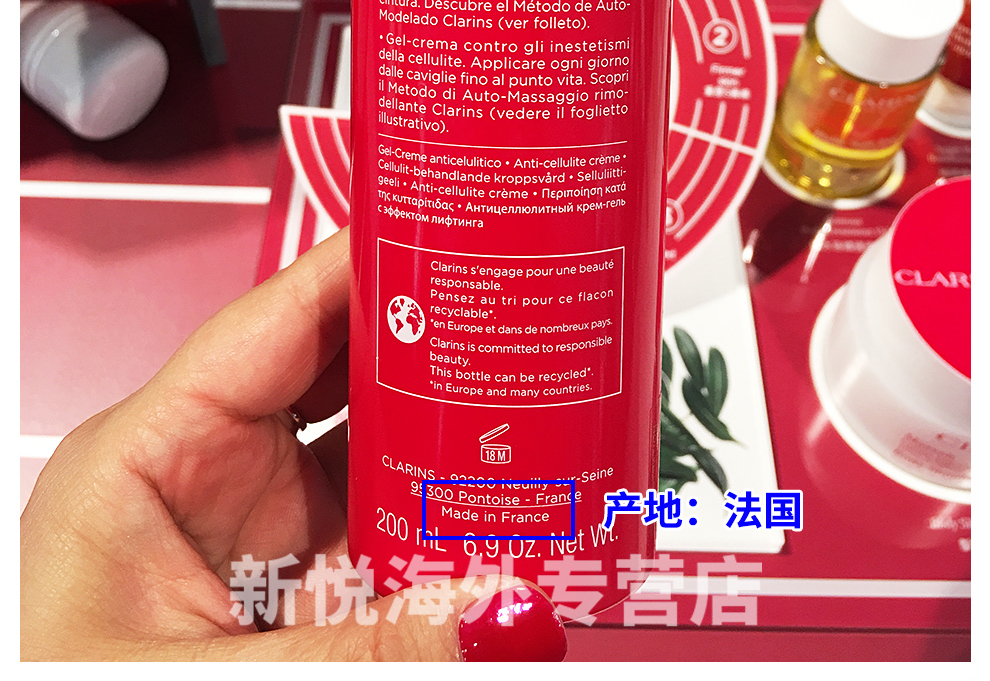 cintura. Descubre el Método de Auto-
Modelado Clarins (ver folleto).
• Gel-crema contro gli inestetismi
della cellulite. Applicare ogni giorno
dalle caviglie fino al punto vita. Scopri
il Metodo di Auto-Massaggio rimo-
dellante Clarins (vedere il foglietto
illustrativo).
Gel-Creme anticelulitico • Anti-cellulite crème •
Cellulit-behandlande kroppsvård • Selluliitti-
geeli • Anti-cellulite crème • Περιποίηση κατά
της κυτταρίτιδας • Антицеллюлитный крем-гель
с эффектом лифтинга
Clarins s'engage pour une beauté
responsable.
Pensez au tri pour ce flacon
recyclable*.
*en Europe et dans de nombreux pays.
Clarins is committed to responsible
beauty.
This bottle can be recycled*.
*in Europe and many countries.
18 M
CLARINS - 92200 Neuilly-sur-Seine
95300 Pontoise - France
Made in France
200 mL 6.9 Oz. Net Wt.
产地：法国
新悦海外专营店
2
3
CLARINS
CLAR